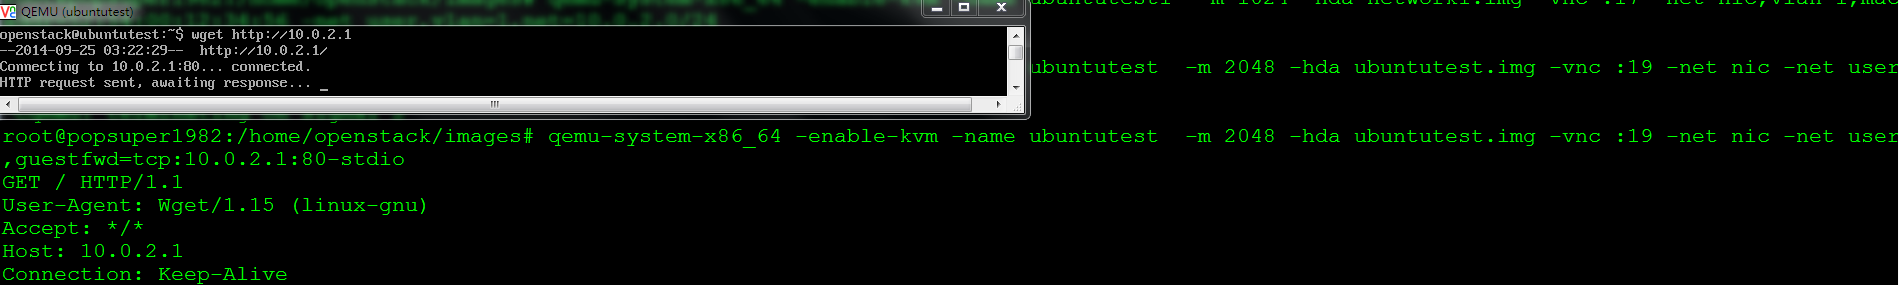 QEMU (ubuntutest)
openstack@ubuntutest:~$ wget http://10.0.2.1
--2014-09-25 03:22:29--  http://10.0.2.1/
Connecting to 10.0.2.1:80... connected.
HTTP request sent, awaiting response... _
ubuntutest  -m 2048 -hda ubuntutest.img -vnc :19 -net nic -net user
root@popsuper1982:/home/openstack/images# qemu-system-x86_64 -enable-kvm -name ubuntutest  -m 2048 -hda ubuntutest.img -vnc :19 -net nic -net user
,guestfwd=tcp:10.0.2.1:80-stdio
GET / HTTP/1.1
User-Agent: Wget/1.15 (linux-gnu)
Accept: */*
Host: 10.0.2.1
Connection: Keep-Alive